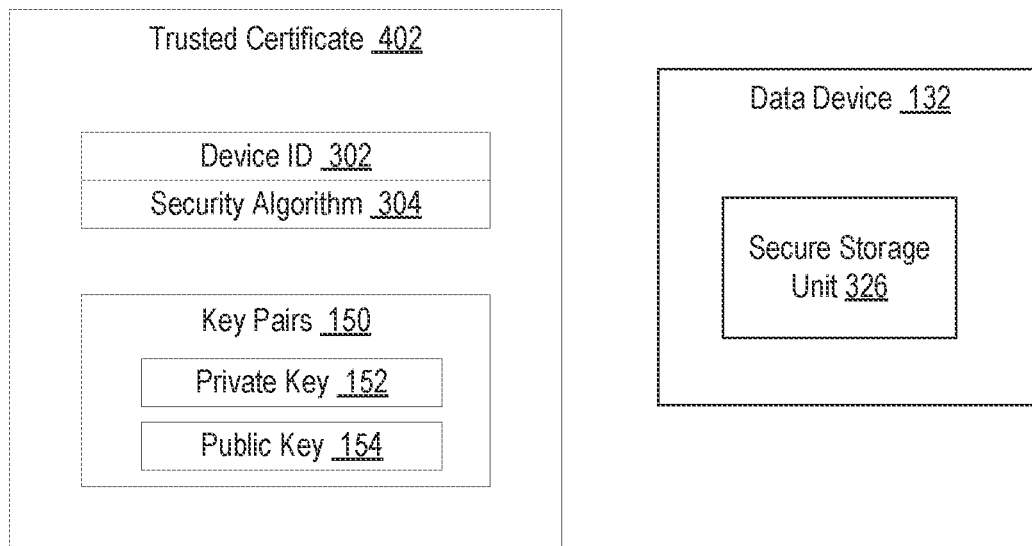 Trusted Certificate 402
Device ID 302
Security Algorithm 304
Key Pairs 150
Private Key 152
Public Key 154
Data Device 132
Secure Storage
Unit 326